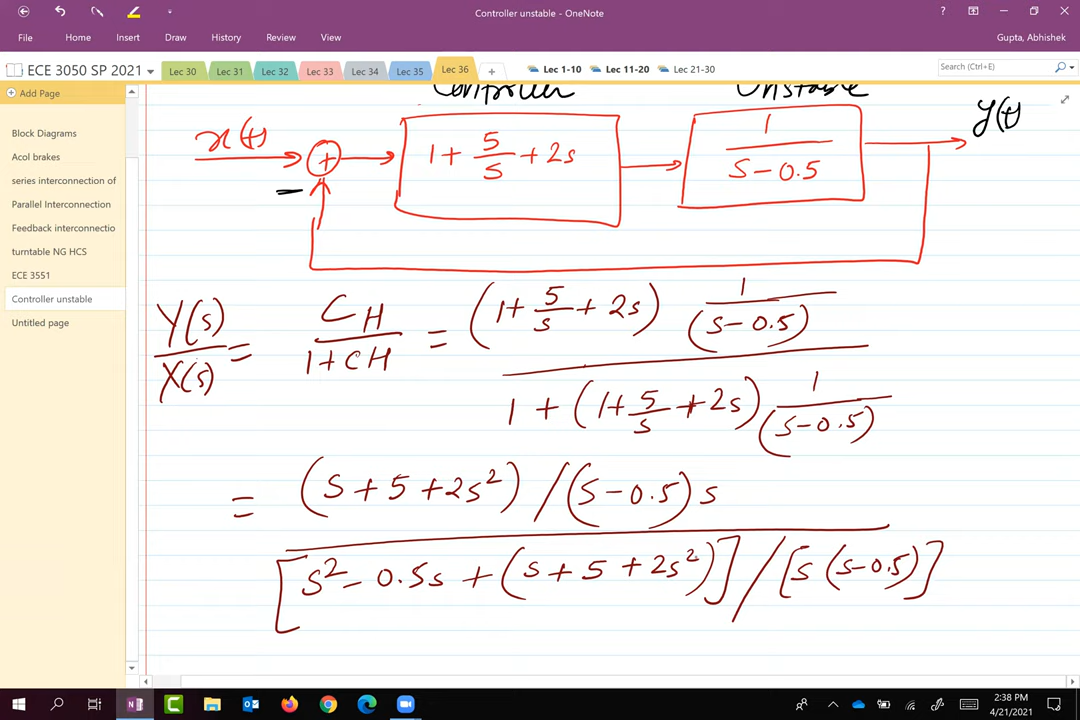 Controller unstable - OneNote
Gupta, Abhishek
File Home Insert Draw History Review View
ECE 3050 SP 2021
Lec 30 Lec 31 Lec 32 Lec 33 Lec 34 Lec 35 Lec 36
Lec 1-10 Lec 11-20 Lec 21-30
Search (Ctrl+E)
Add Page
Block Diagrams
Acol brakes
series interconnection of
Parallel Interconnection
Feedback interconnectio
turntable NG HCS
ECE 3551
Controller unstable
Untitled page
Controller Unstable
x(t) + − 1 + 5/s + 2s 1/(s − 0.5) y(t)
Y(s)/X(s) = CH/(1 + CH) = (1 + 5/s + 2s) 1/(s − 0.5)
1 + (1 + 5/s + 2s) 1/(s − 0.5)
= (s + 5 + 2s²) / (s − 0.5) s
[s² − 0.5s + (s + 5 + 2s²)] / [s (s − 0.5)]
2:38 PM
4/21/2021